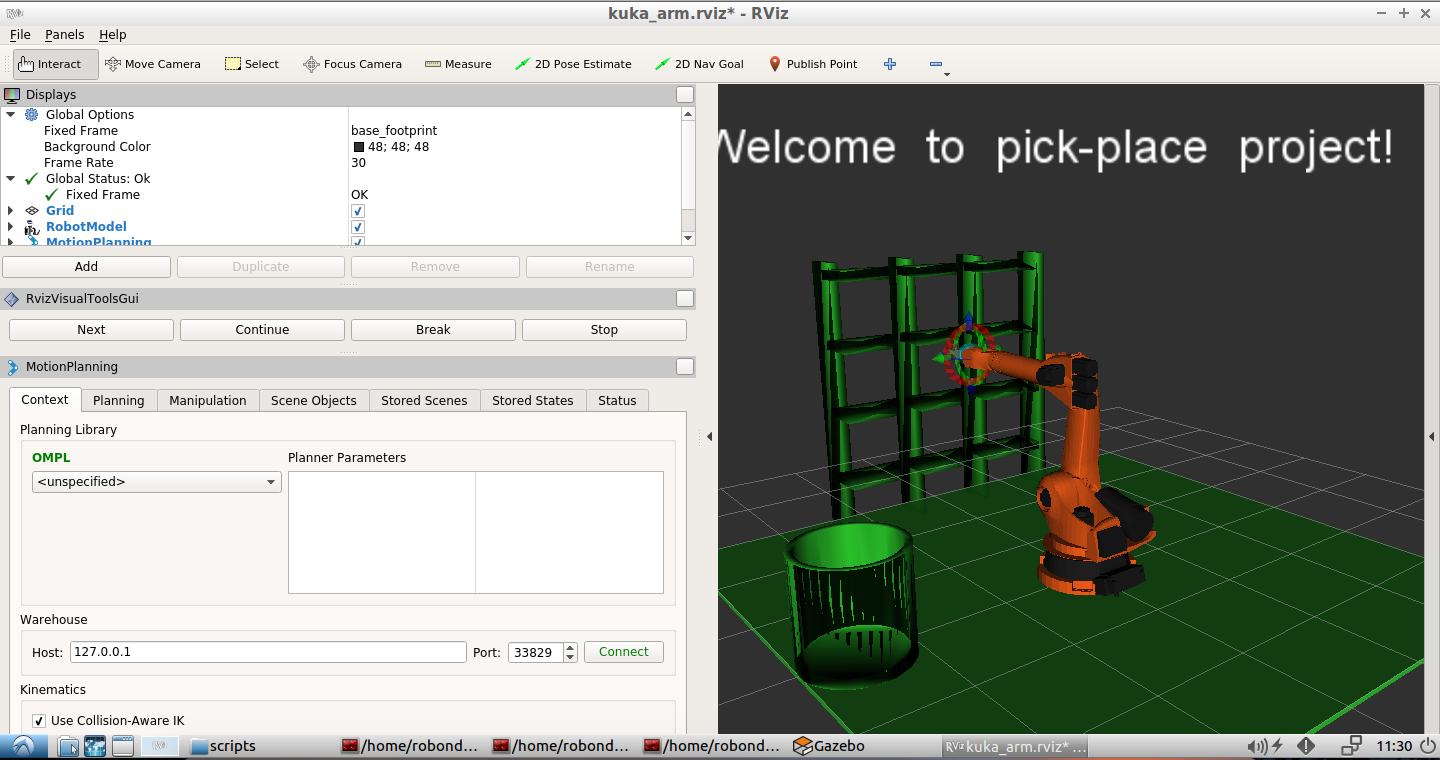 kuka_arm.rviz* - RViz
File Panels Help
Interact Move Camera Select Focus Camera Measure 2D Pose Estimate 2D Nav Goal Publish Point
Displays
Global Options
Fixed Frame base_footprint
Background Color 48; 48; 48
Frame Rate 30
Global Status: Ok
Fixed Frame OK
Grid
RobotModel
MotionPlanning
Add Duplicate Remove Rename
RvizVisualToolsGui
Next Continue Break Stop
MotionPlanning
Context Planning Manipulation Scene Objects Stored Scenes Stored States Status
Planning Library
OMPL Planner Parameters
<unspecified>
Warehouse
Host: 127.0.0.1 Port: 33829 Connect
Kinematics
Use Collision-Aware IK
Welcome to pick-place project!
scripts /home/robond... /home/robond... /home/robond... Gazebo RViz kuka_arm.rviz* ... 11:30